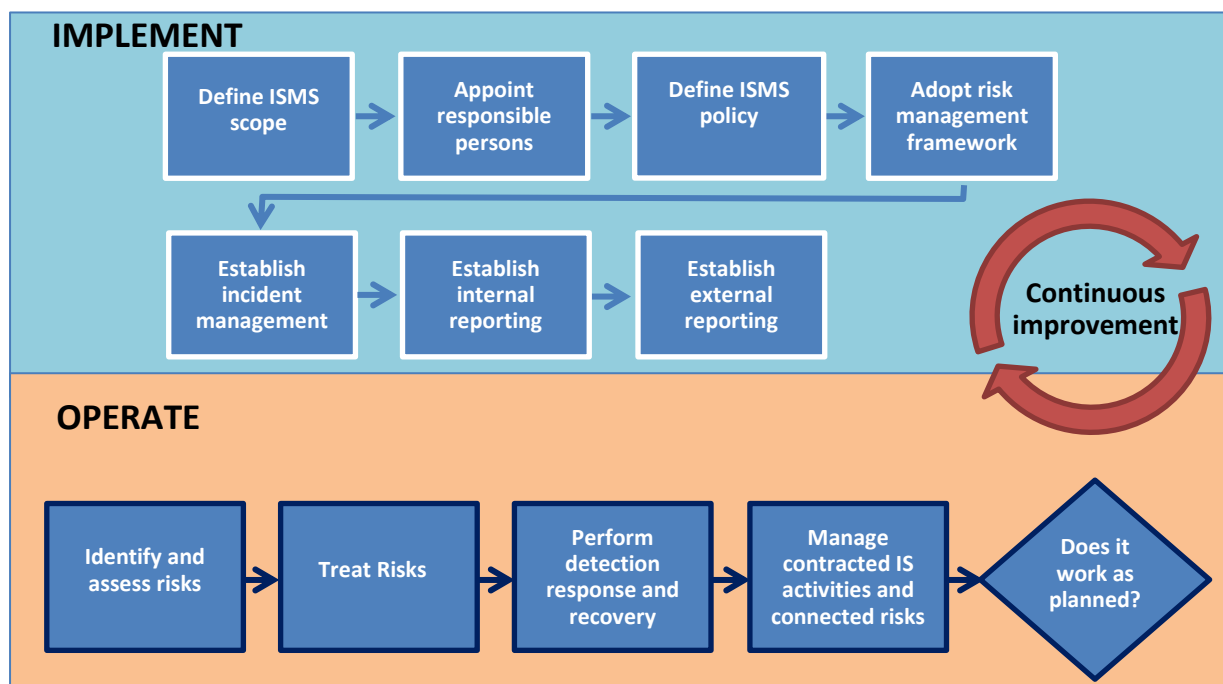 IMPLEMENT
Define ISMS
scope
Appoint
responsible
persons
Define ISMS
policy
Adopt risk
management
framework
Establish
incident
management
Establish
internal
reporting
Establish
external
reporting
Continuous
improvement
OPERATE
Identify and
assess risks
Treat Risks
Perform
detection
response and
recovery
Manage
contracted IS
activities and
connected risks
Does it
work as
planned?